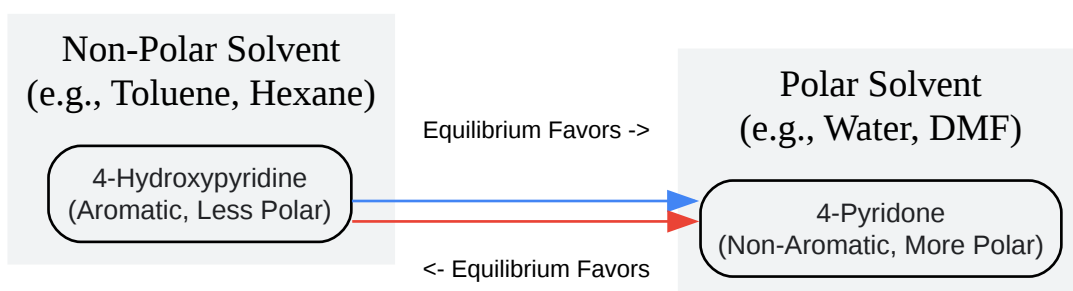 Non-Polar Solvent
(e.g., Toluene, Hexane)
4-Hydroxypyridine
(Aromatic, Less Polar)
Equilibrium Favors ->
<- Equilibrium Favors
Polar Solvent
(e.g., Water, DMF)
4-Pyridone
(Non-Aromatic, More Polar)